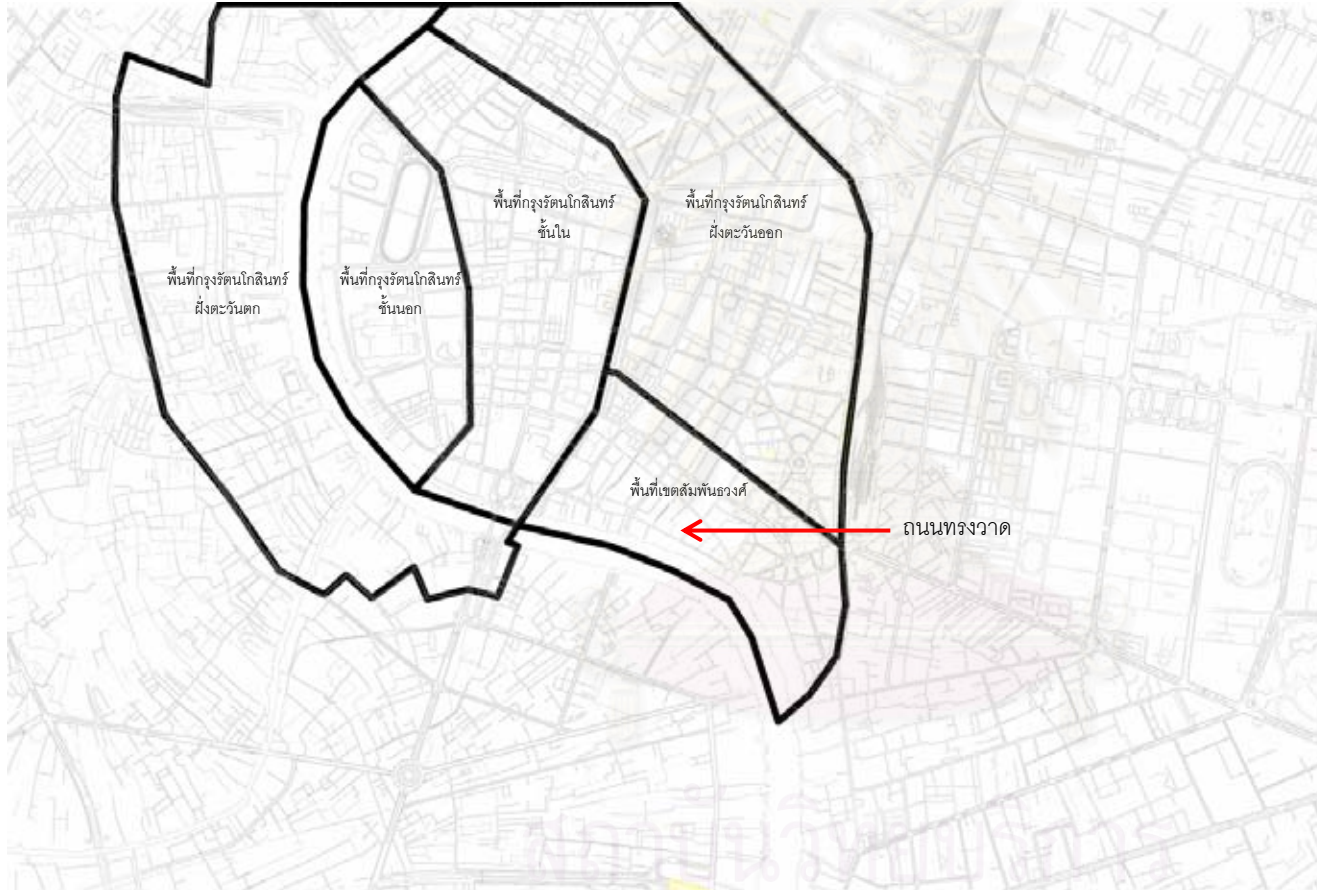 พื้นที่กรุงรัตนโกสินทร์
ชั้นใน
พื้นที่กรุงรัตนโกสินทร์
ฝั่งตะวันออก
พื้นที่กรุงรัตนโกสินทร์
ฝั่งตะวันตก
พื้นที่กรุงรัตนโกสินทร์
ชั้นนอก
พื้นที่เขตสัมพันธวงศ์
ถนนทรงวาด